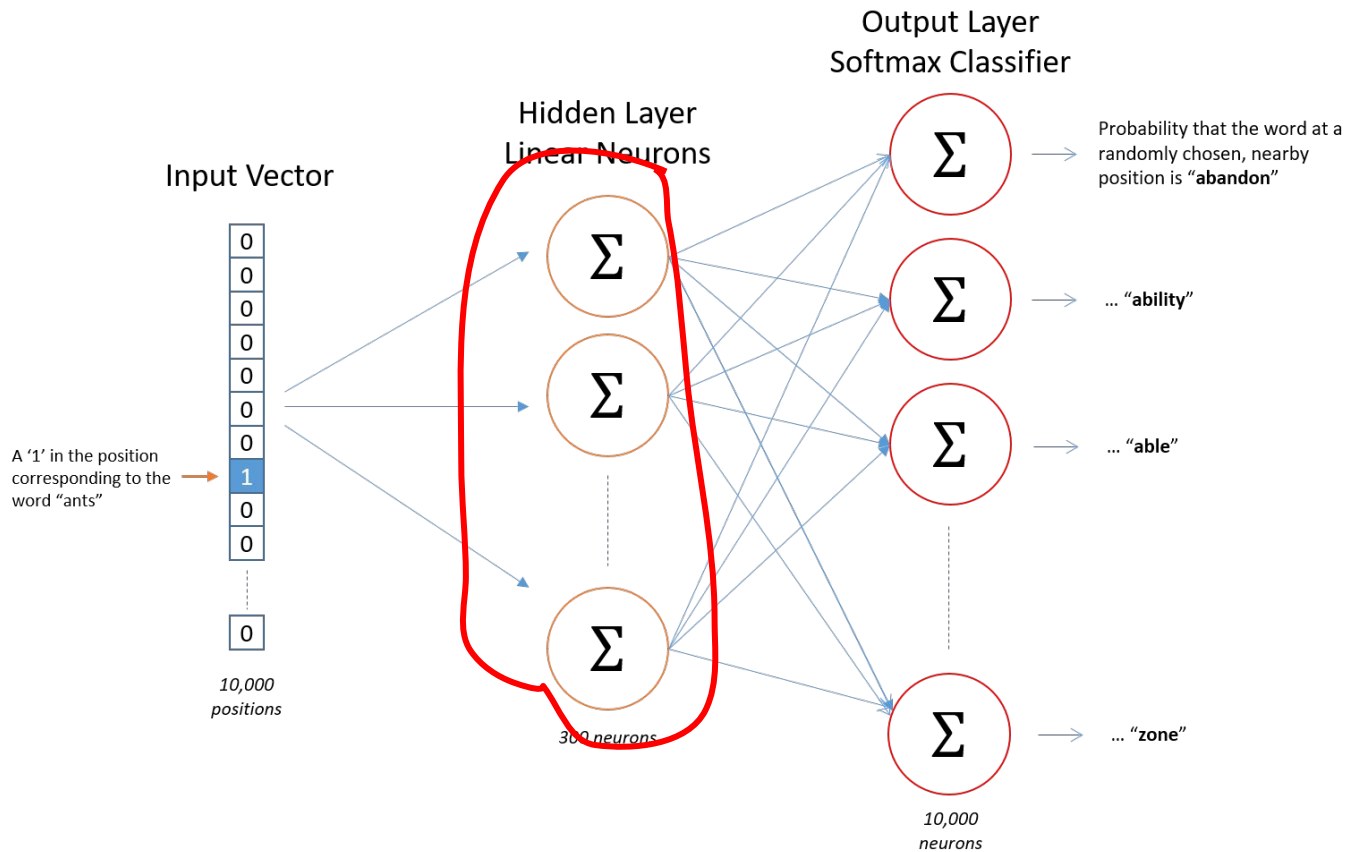 Output Layer
Softmax Classifier
Hidden Layer
Linear Neurons
Input Vector
0
0
0
0
0
0
0
1
0
0
0
A ‘1’ in the position
corresponding to the
word “ants”
10,000
positions
Σ
Σ
Σ
300 neurons
Σ
Σ
Σ
Σ
10,000
neurons
Probability that the word at a
randomly chosen, nearby
position is “abandon”
... “ability”
... “able”
... “zone”